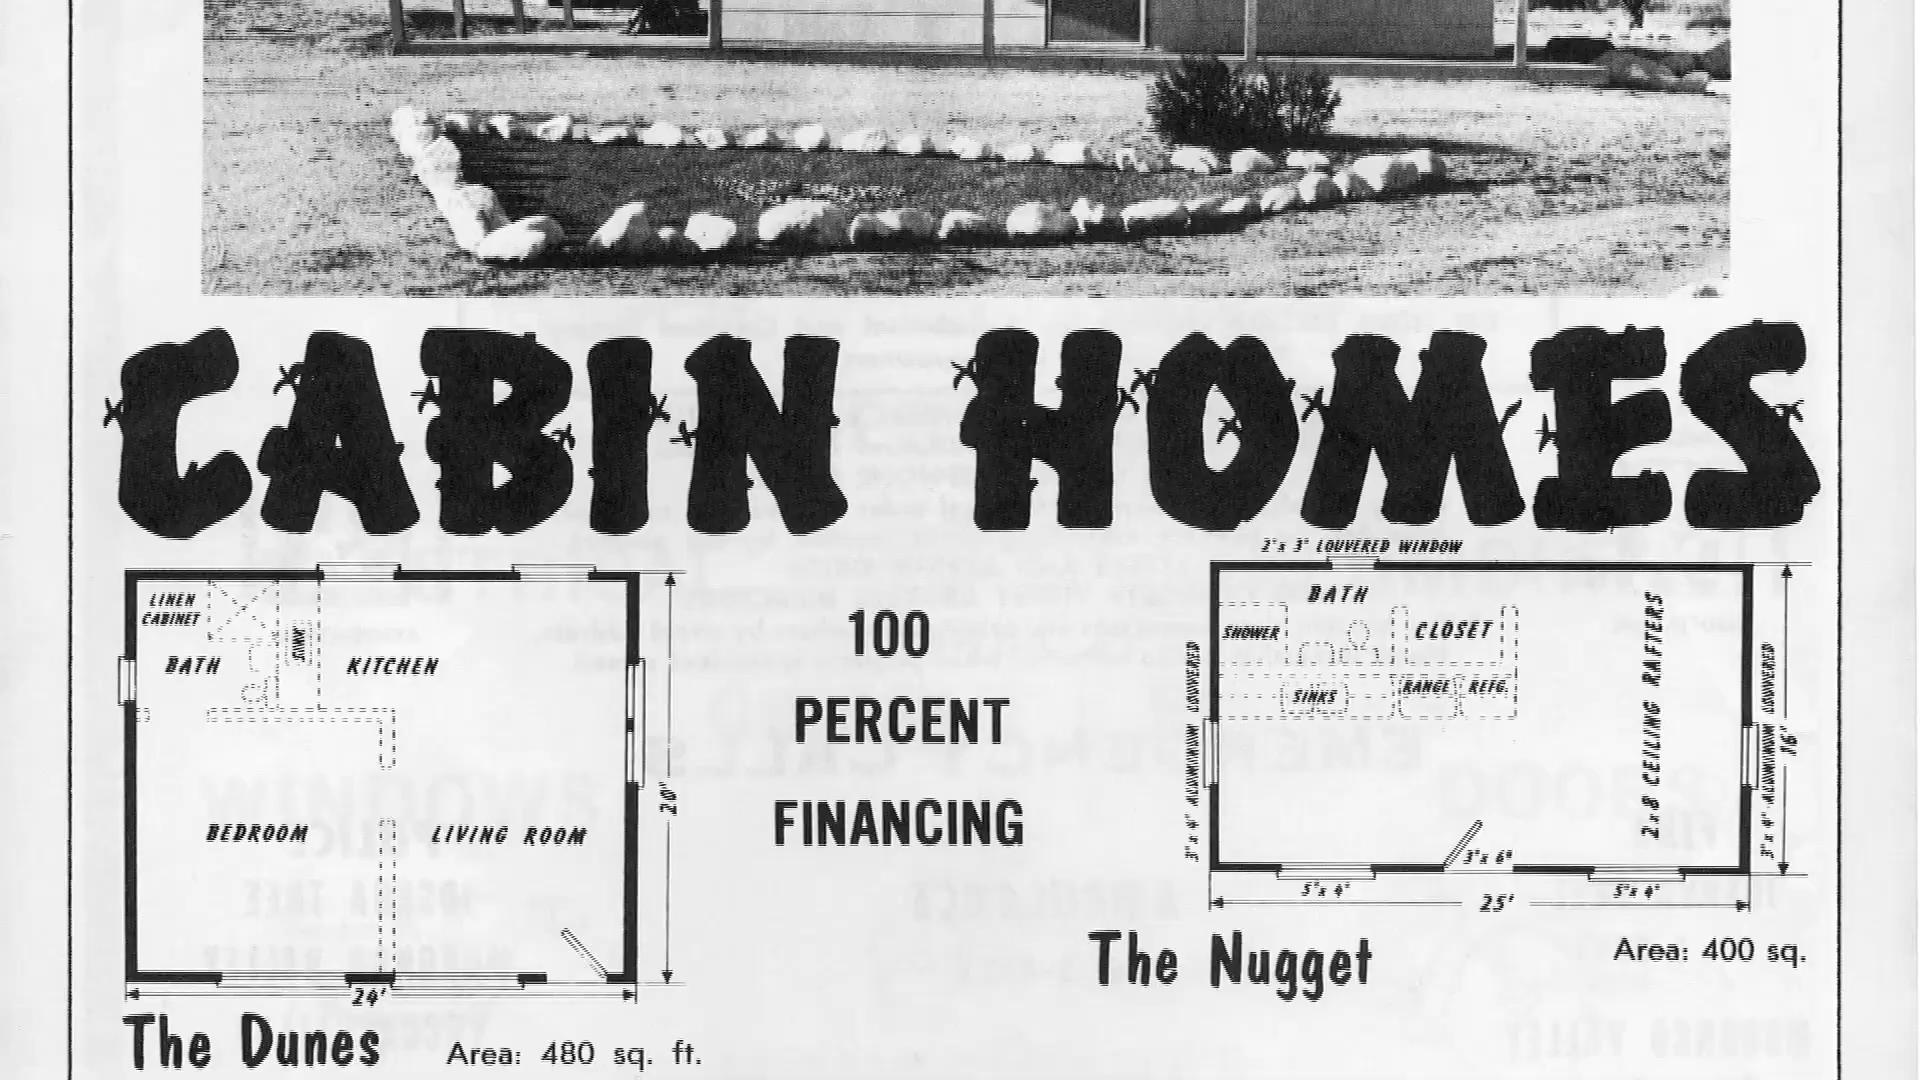 CABIN HOMES
LINEN
CABINET
SINK
BATH
KITCHEN
BEDROOM
LIVING ROOM
20'
24'
The Dunes
Area: 480 sq. ft.
100
PERCENT
FINANCING
2' x 3' LOUVERED WINDOW
BATH
SHOWER
CLOSET
SINKS
RANGE
REFG.
2x8 CEILING RAFTERS
3' x 4' ALUMINUM LOUVERED
3' x 4' ALUMINUM LOUVERED
16'
3' x 6'
5' x 4'
5' x 4'
25'
The Nugget
Area: 400 sq.